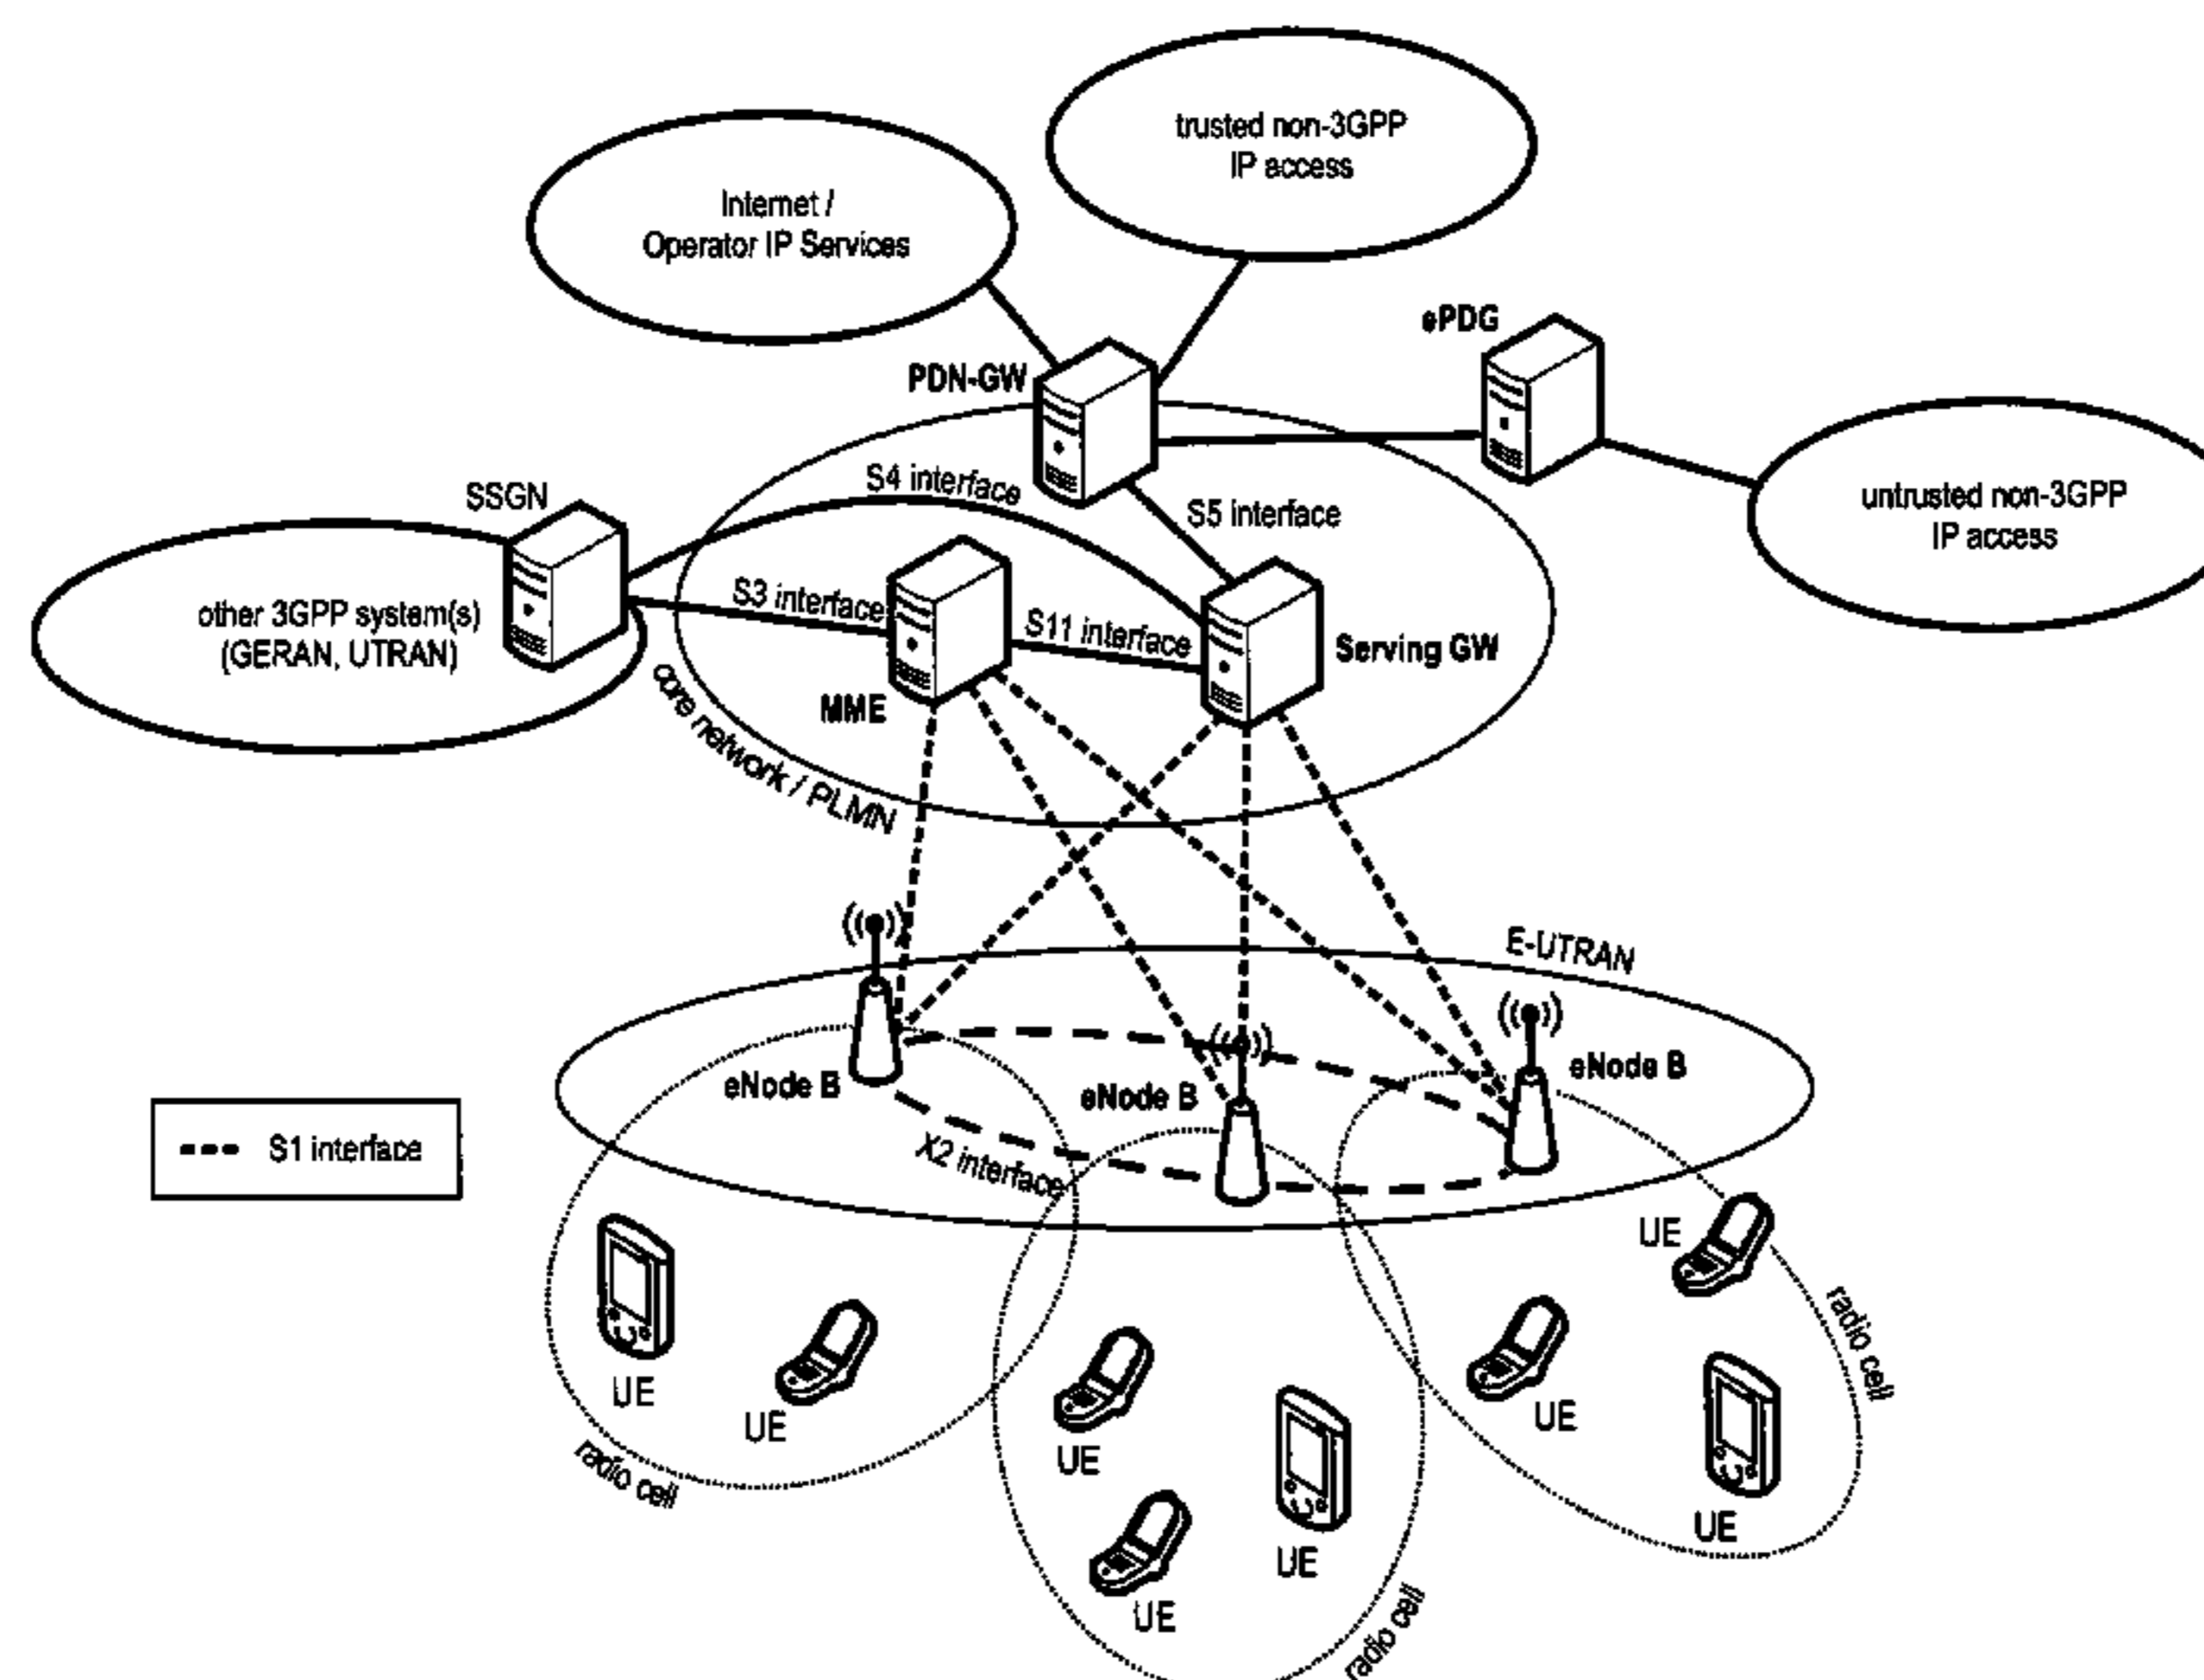 trusted non-3GPP
IP access
Internet /
Operator IP Services
ePDG
PDN-GW
S4 interface
SSGN
S5 interface
untrusted non-3GPP
IP access
S3 interface
other 3GPP system(s)
(GERAN, UTRAN)
S11 interface
Serving GW
MME
core network / PLMN
E-UTRAN
eNode B
eNode B
eNode B
S1 interface
X2 interface
UE
radio cell
UE
UE
UE
UE
radio cell
UE
UE
UE
radio cell